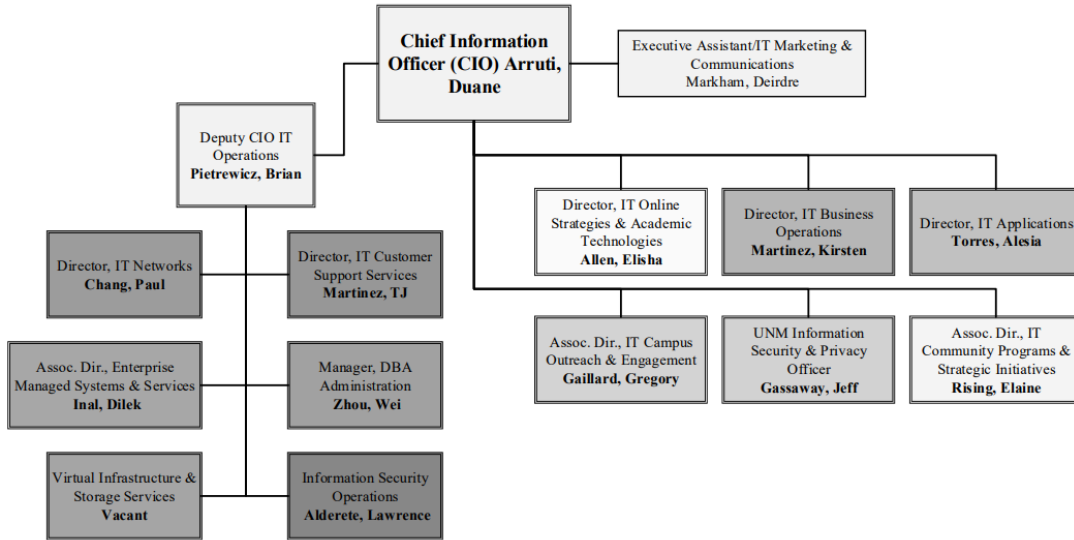 Chief Information
Officer (CIO) Arruti,
Duane
Executive Assistant/IT Marketing &
Communications
Markham, Deirdre
Deputy CIO IT
Operations
Pietrewicz, Brian
Director, IT Online
Strategies & Academic
Technologies
Allen, Elisha
Director, IT Business
Operations
Martinez, Kirsten
Director, IT Applications
Torres, Alesia
Director, IT Networks
Chang, Paul
Director, IT Customer
Support Services
Martinez, TJ
Assoc. Dir., IT Campus
Outreach & Engagement
Gaillard, Gregory
UNM Information
Security & Privacy
Officer
Gassaway, Jeff
Assoc. Dir., IT
Community Programs &
Strategic Initiatives
Rising, Elaine
Assoc. Dir., Enterprise
Managed Systems & Services
Inal, Dilek
Manager, DBA
Administration
Zhou, Wei
Virtual Infrastructure &
Storage Services
Vacant
Information Security
Operations
Alderete, Lawrence